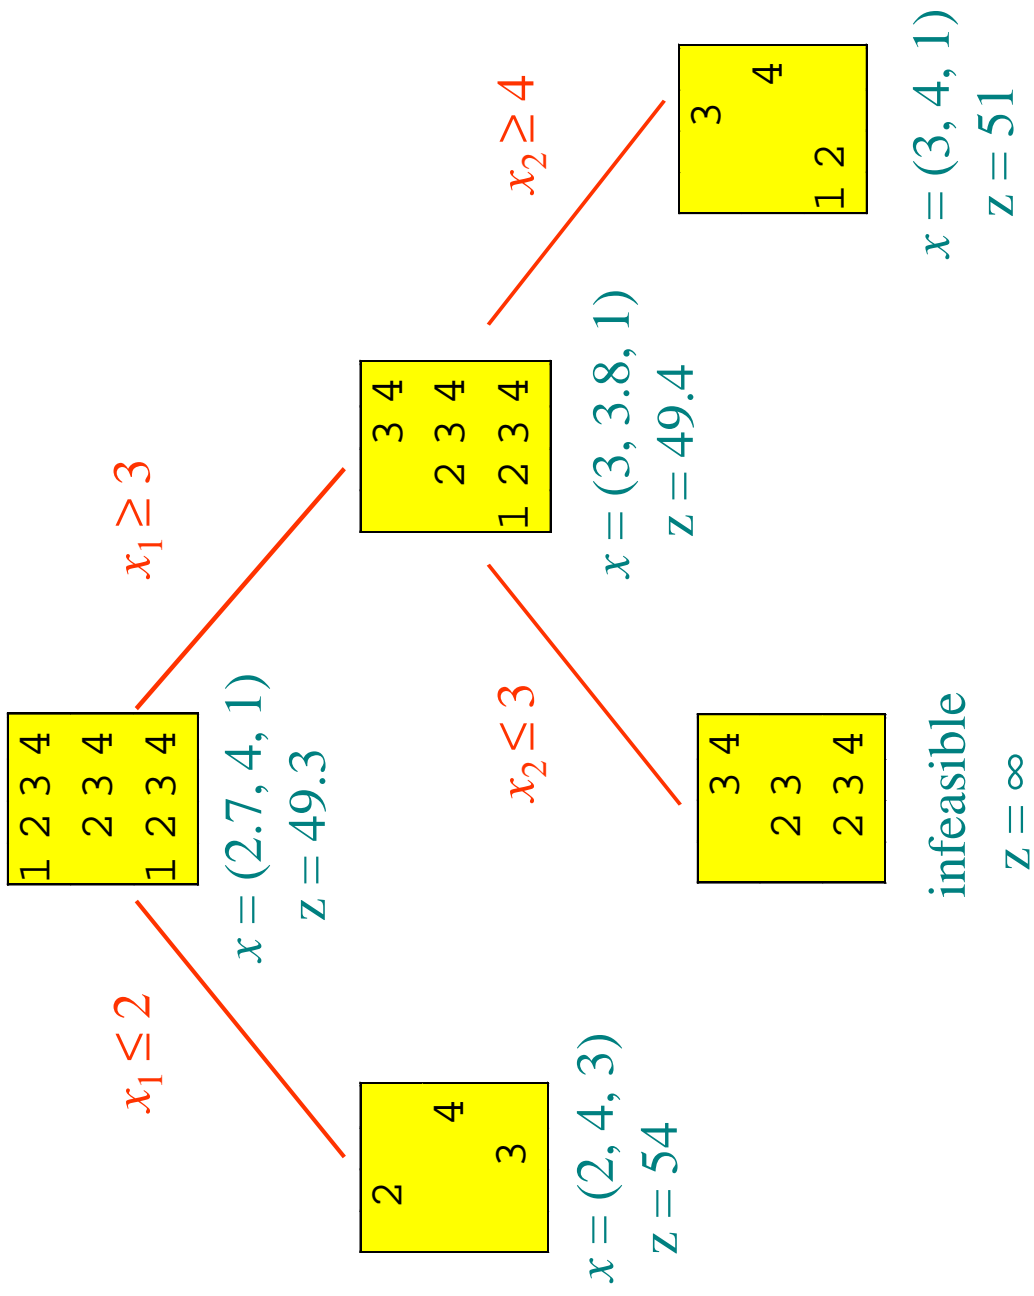 1 2 3 4
2 3 4
1 2 3 4
x = (2.7, 4, 1)
z = 49.3
x₁ ≤ 2
x₁ ≥ 3
2
4
3
x = (2, 4, 3)
z = 54
3 4
2 3 4
1 2 3 4
x = (3, 3.8, 1)
z = 49.4
x₂ ≤ 3
x₂ ≥ 4
3 4
2 3
2 3 4
infeasible
z = ∞
3
4
1 2
x = (3, 4, 1)
z = 51